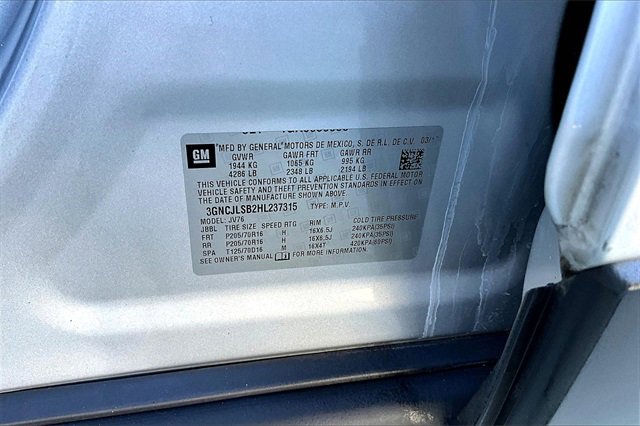 GM
"MFD BY GENERAL MOTORS DE MEXICO, S. DE R.L. DE C.V. 03/1
GVWR GAWR FRT GAWR RR
1944 KG 1065 KG 995 KG
4286 LB 2348 LB 2194 LB
THIS VEHICLE CONFORMS TO ALL APPLICABLE U.S. FEDERAL MOTOR
VEHICLE SAFETY AND THEFT PREVENTION STANDARDS IN EFFECT ON
THE DATE OF MANUFACTURE SHOWN ABOVE.
3GNCJLSB2HL237315 TYPE: M.P.V.
MODEL: JV76
JBBL TIRE SIZE SPEED RTG RIM COLD TIRE PRESSURE
FRT P205/70R16 H 16X6.5J 240KPA(35PSI)
RR P205/70R16 H 16X6.5J 240KPA(35PSI)
SPA T125/70D16 M 16X4T 420KPA(60PSI)
SEE OWNER'S MANUAL FOR MORE INFORMATION.